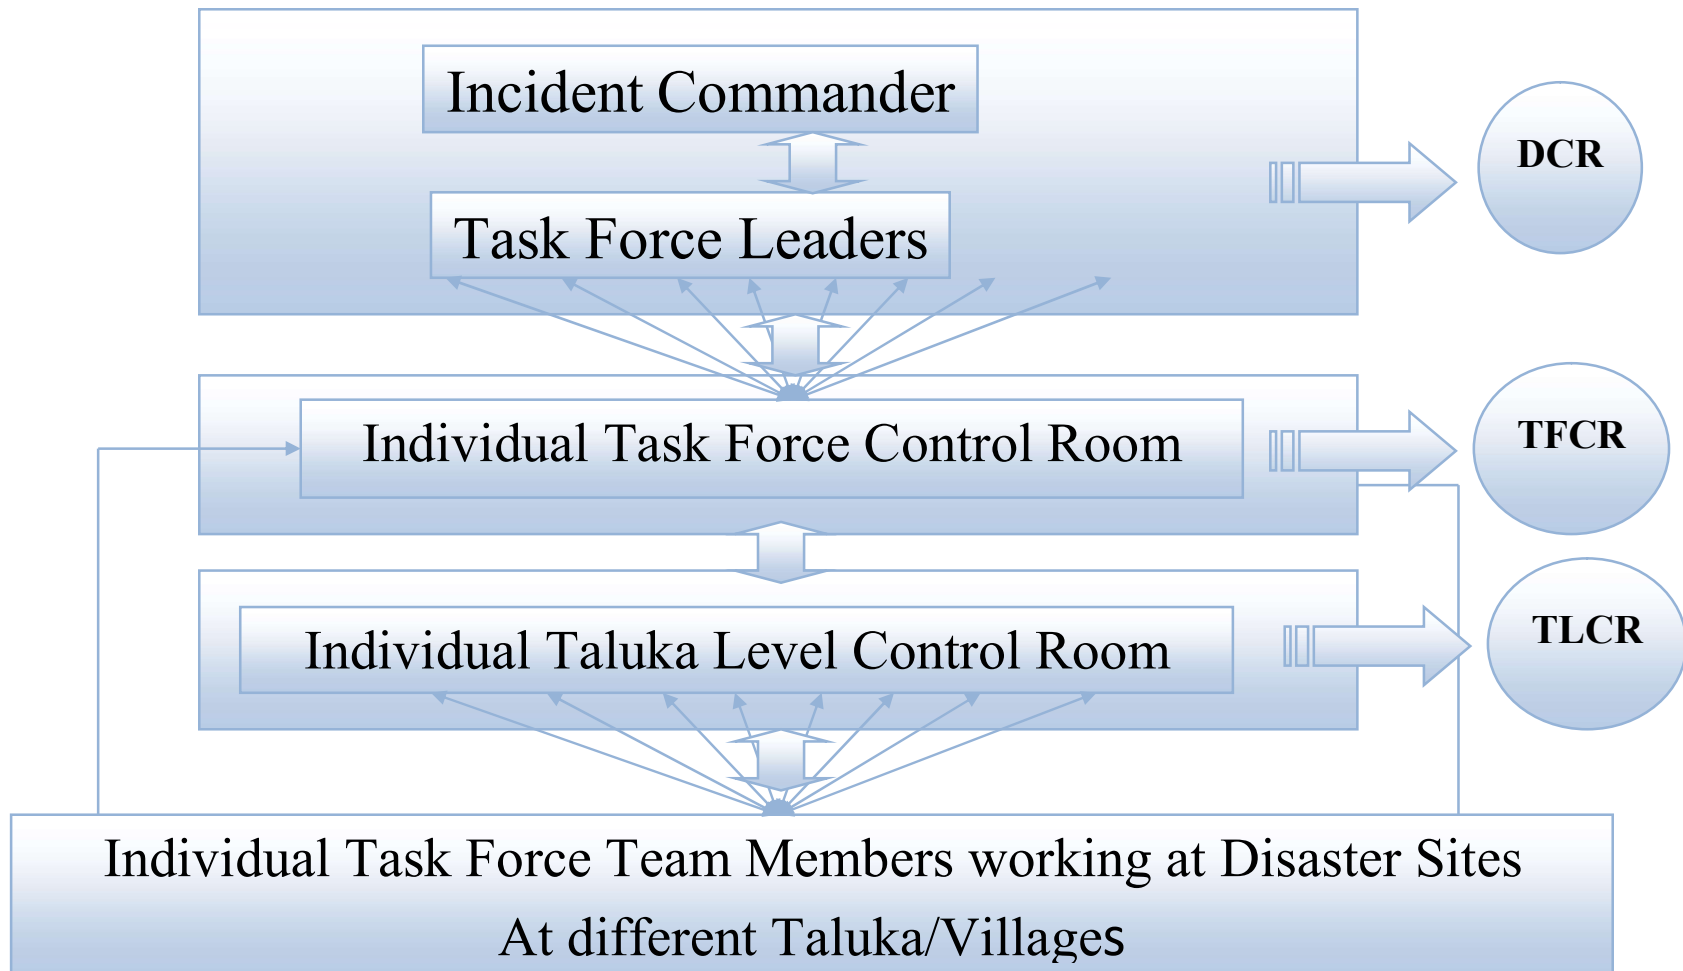 Incident Commander
DCR
Task Force Leaders
Individual Task Force Control Room
TFCR
Individual Taluka Level Control Room
TLCR
Individual Task Force Team Members working at Disaster Sites
At different Taluka/Villages